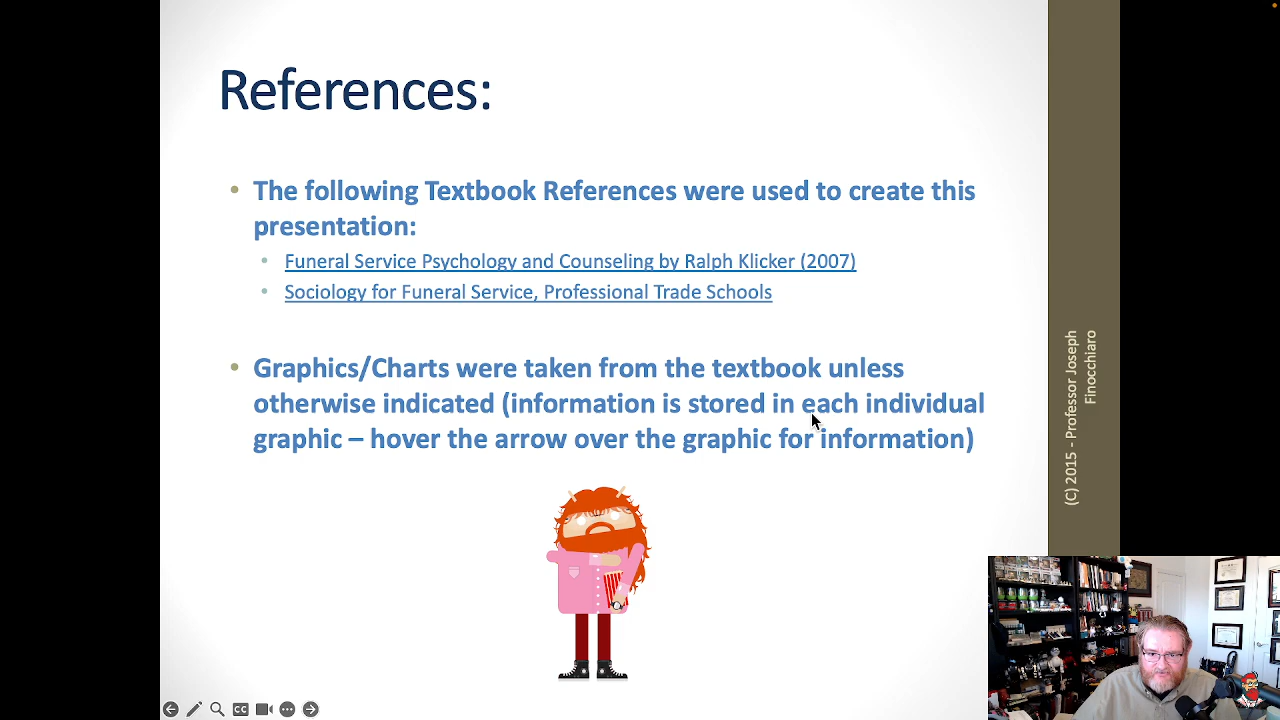 References:
• The following Textbook References were used to create this
presentation:
• Funeral Service Psychology and Counseling by Ralph Klicker (2007)
• Sociology for Funeral Service, Professional Trade Schools
• Graphics/Charts were taken from the textbook unless
otherwise indicated (information is stored in each individual
graphic – hover the arrow over the graphic for information)
(C) 2015 - Professor Joseph
Finocchiaro
CC